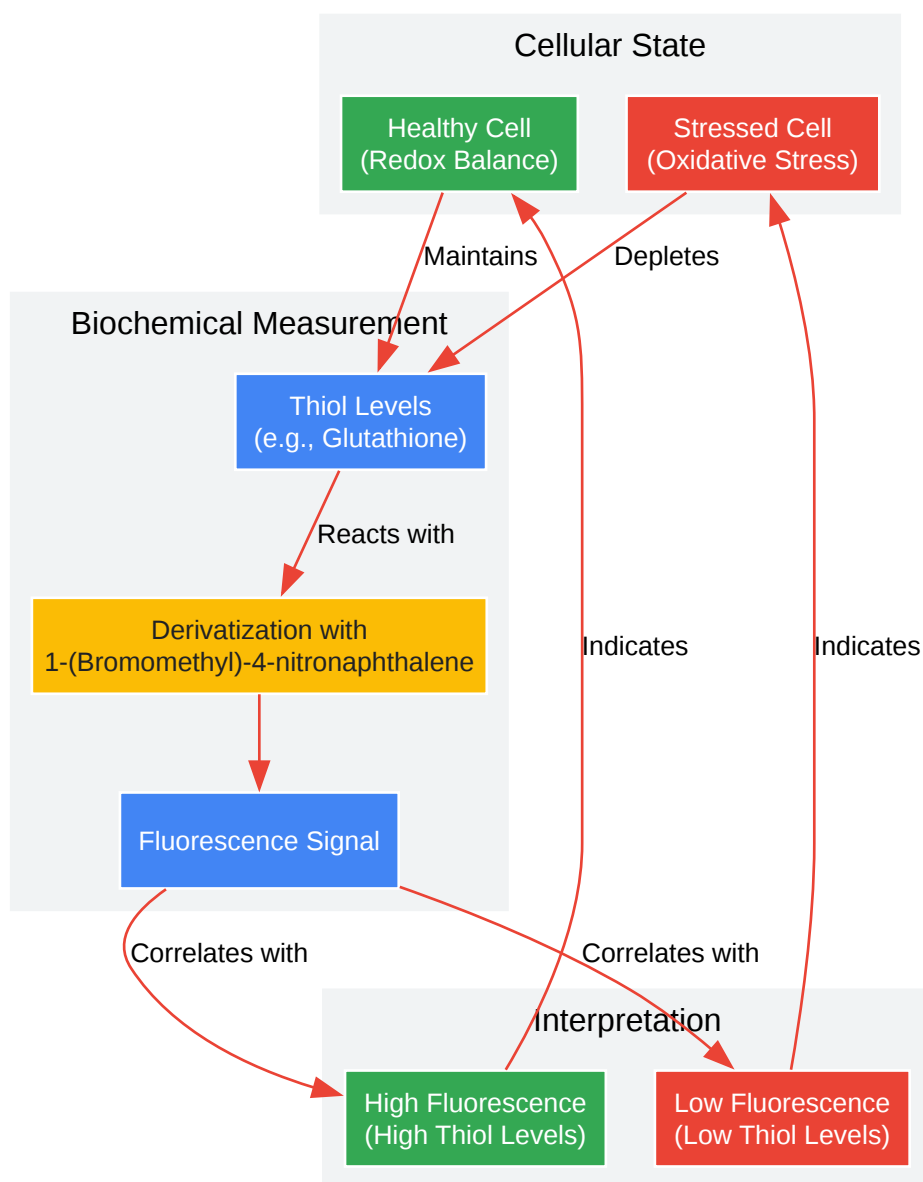 Cellular State
Healthy Cell
(Redox Balance)
Stressed Cell
(Oxidative Stress)
Maintains
Depletes
Biochemical Measurement
Thiol Levels
(e.g., Glutathione)
Reacts with
Derivatization with
1-(Bromomethyl)-4-nitronaphthalene
Indicates
Indicates
Fluorescence Signal
Correlates with
Correlates with
Interpretation
High Fluorescence
(High Thiol Levels)
Low Fluorescence
(Low Thiol Levels)